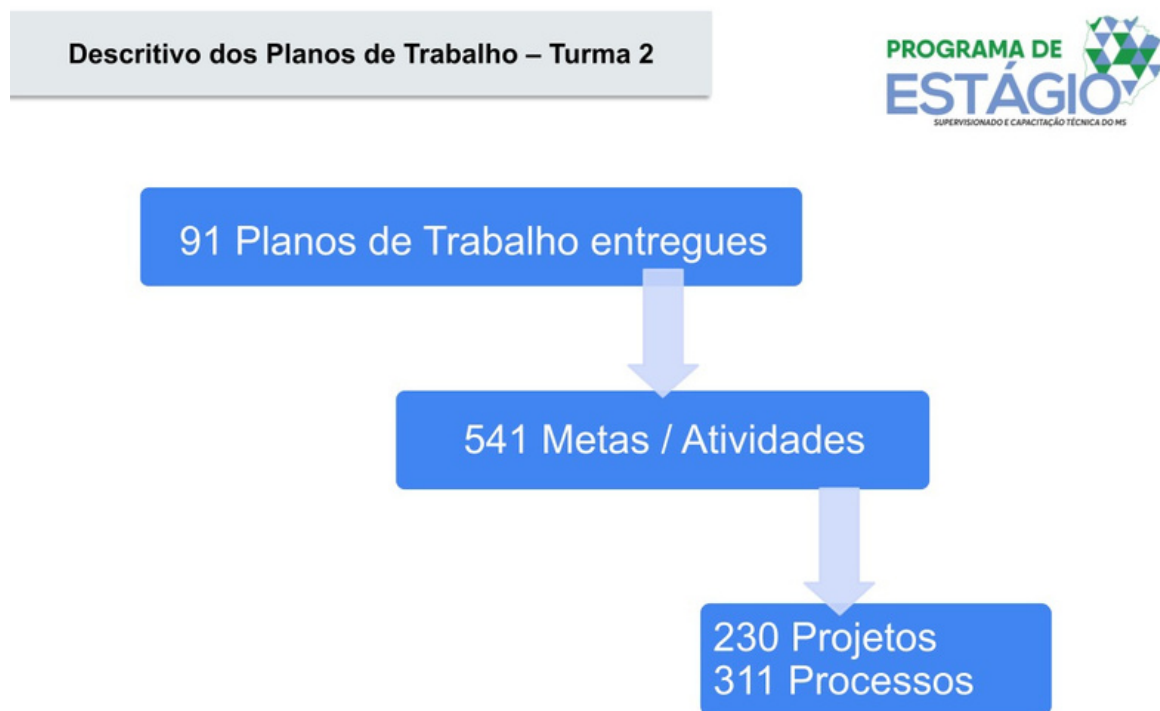 Descritivo dos Planos de Trabalho – Turma 2
PROGRAMA DE
ESTÁGIO
SUPERVISIONADO E CAPACITAÇÃO TÉCNICA DO MS
91 Planos de Trabalho entregues
541 Metas / Atividades
230 Projetos
311 Processos